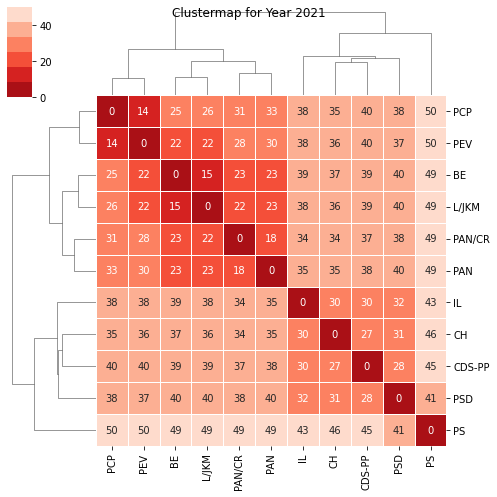 Clustermap for Year 2021
40
20
0
0 14 25 26 31 33 38 35 40 38 50 PCP
14 0 22 22 28 30 38 36 40 37 50 PEV
25 22 0 15 23 23 39 37 39 40 49 BE
26 22 15 0 22 23 38 36 39 40 49 L/JKM
31 28 23 22 0 18 34 34 37 38 49 PAN/CR
33 30 23 23 18 0 35 35 38 40 49 PAN
38 38 39 38 34 35 0 30 30 32 43 IL
35 36 37 36 34 35 30 0 27 31 46 CH
40 40 39 39 37 38 30 27 0 28 45 CDS-PP
38 37 40 40 38 40 32 31 28 0 41 PSD
50 50 49 49 49 49 43 46 45 41 0 PS
PCP PEV BE L/JKM PAN/CR PAN IL CH CDS-PP PSD PS